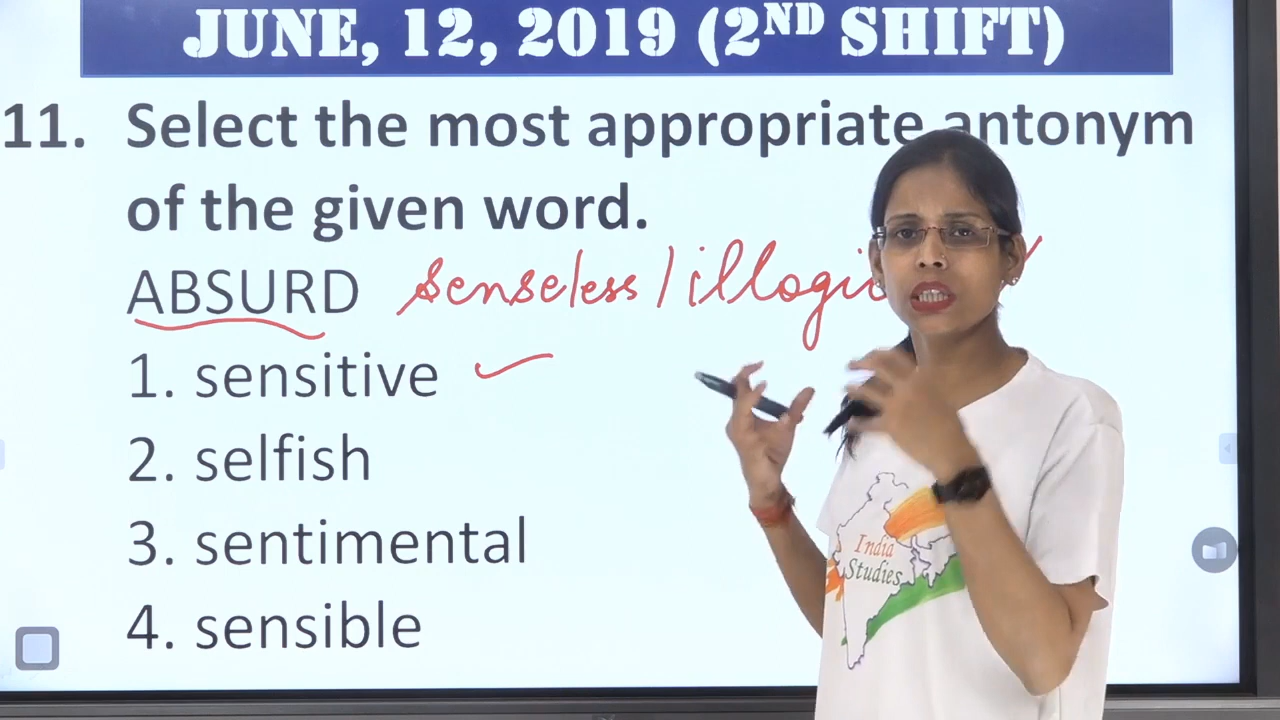 JUNE, 12, 2019 (2ND SHIFT)
11. Select the most appropriate antonym
of the given word.
ABSURD senseless / illogi
1. sensitive
2. selfish
3. sentimental
4. sensible
India
Studies